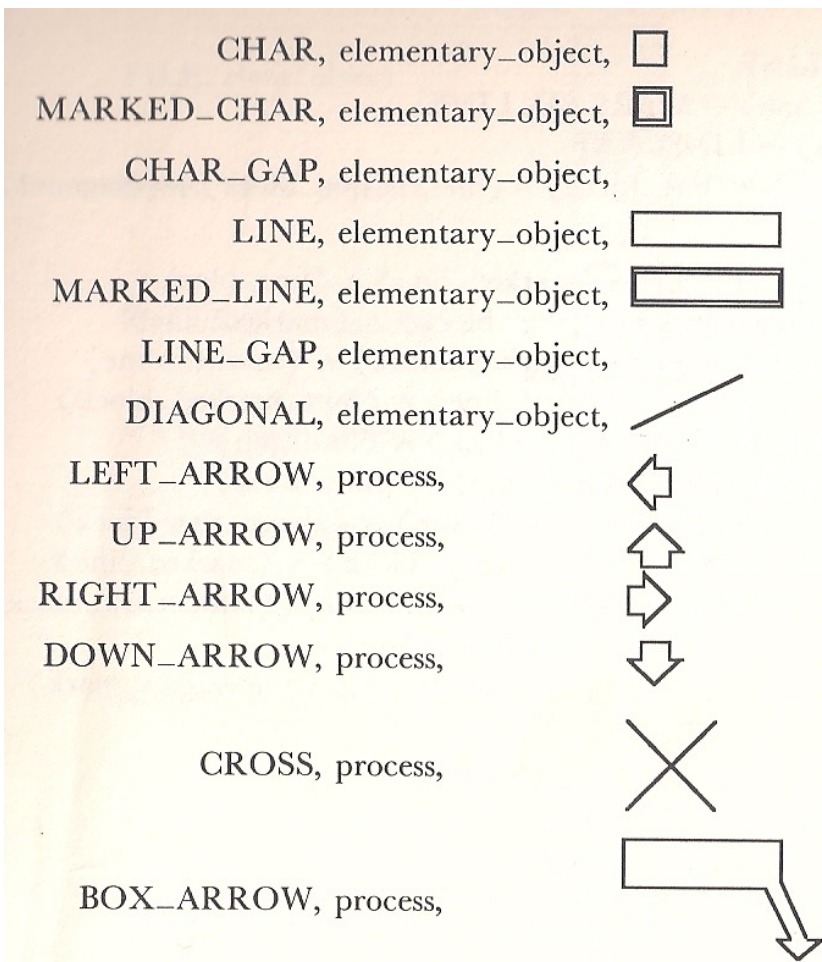 CHAR, elementary_object,
MARKED_CHAR, elementary_object,
CHAR_GAP, elementary_object,
LINE, elementary_object,
MARKED_LINE, elementary_object,
LINE_GAP, elementary_object,
DIAGONAL, elementary_object,
LEFT_ARROW, process,
UP_ARROW, process,
RIGHT_ARROW, process,
DOWN_ARROW, process,
CROSS, process,
BOX_ARROW, process,